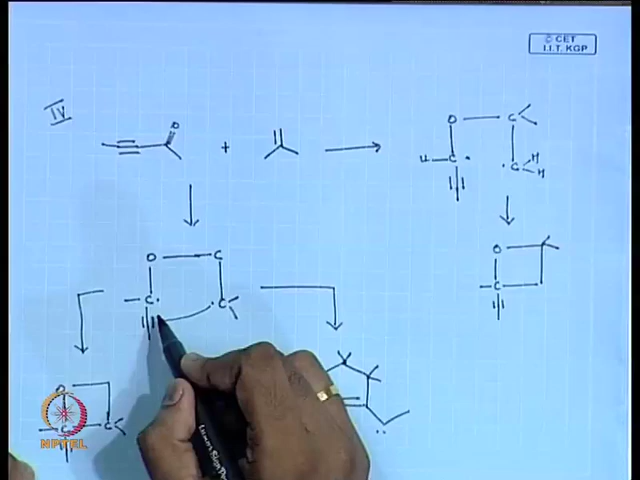 © CET
I.I.T. KGP
IV
O
+
O C
H C · · C H
H
O C
C · · C
O
C
O
C C
NPTEL